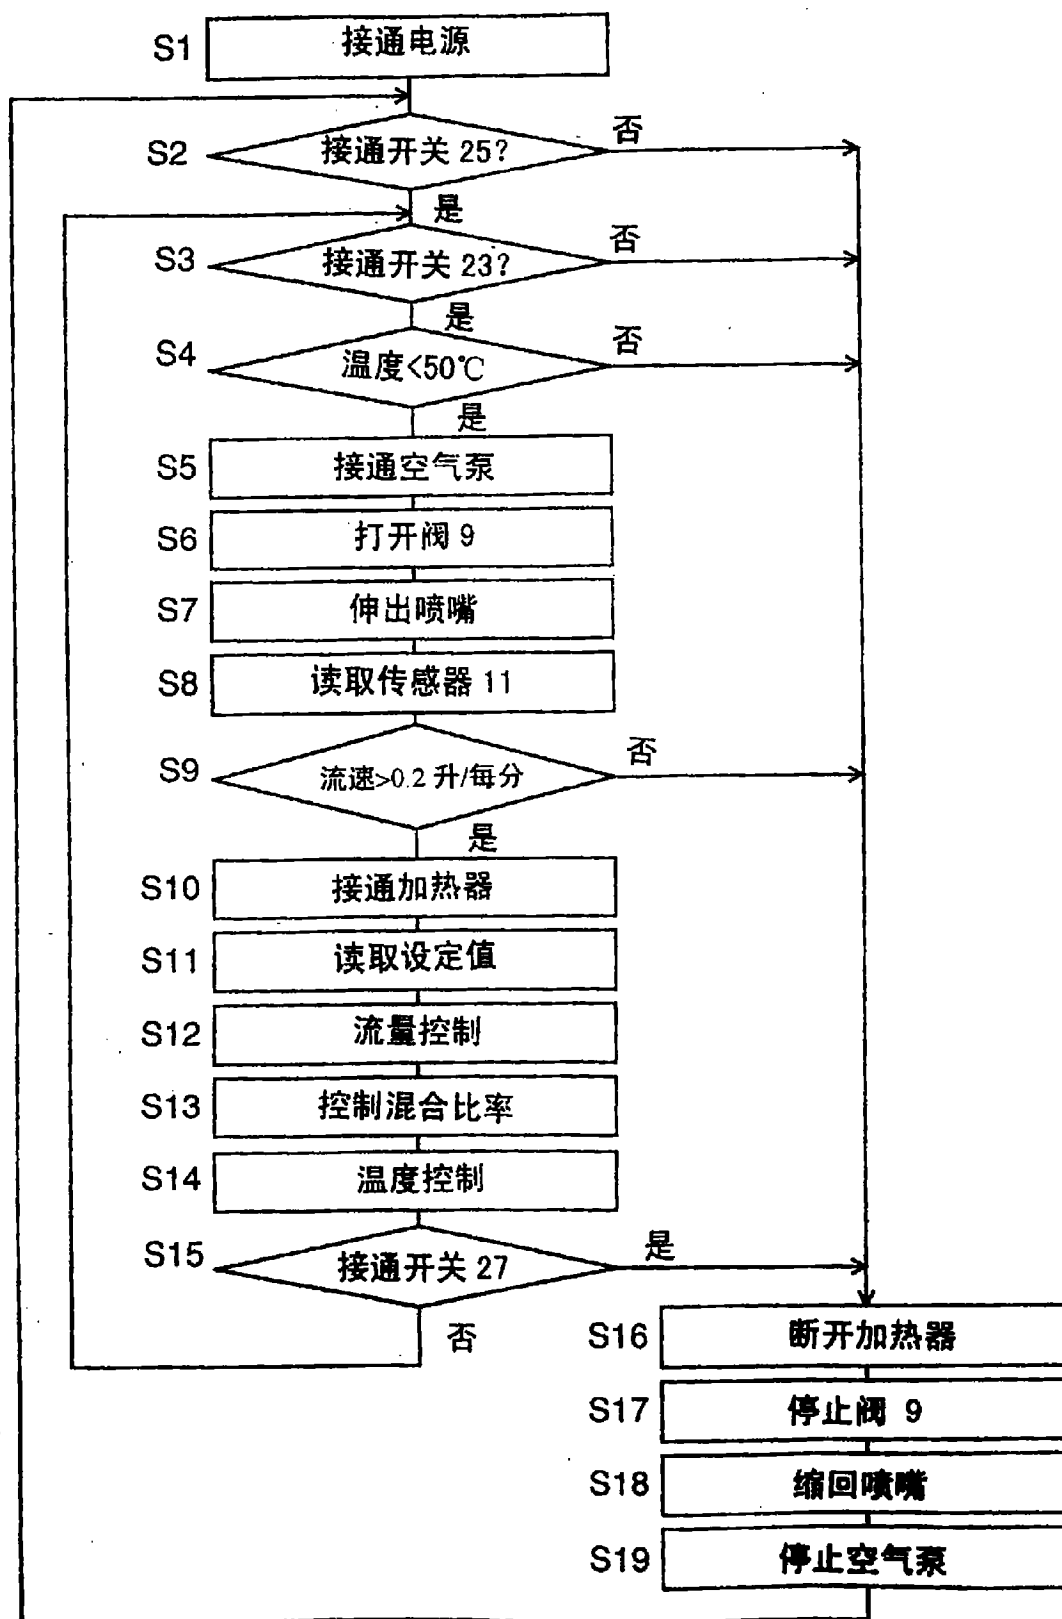 S1 接通电源
S2 接通开关 25?
否
是
S3 接通开关 23?
否
是
S4 温度<50℃
否
是
S5 接通空气泵
S6 打开阀 9
S7 伸出喷嘴
S8 读取传感器 11
S9 流速>0.2 升/每分
否
是
S10 接通加热器
S11 读取设定值
S12 流量控制
S13 控制混合比率
S14 温度控制
S15 接通开关 27
是
否
S16 断开加热器
S17 停止阀 9
S18 缩回喷嘴
S19 停止空气泵